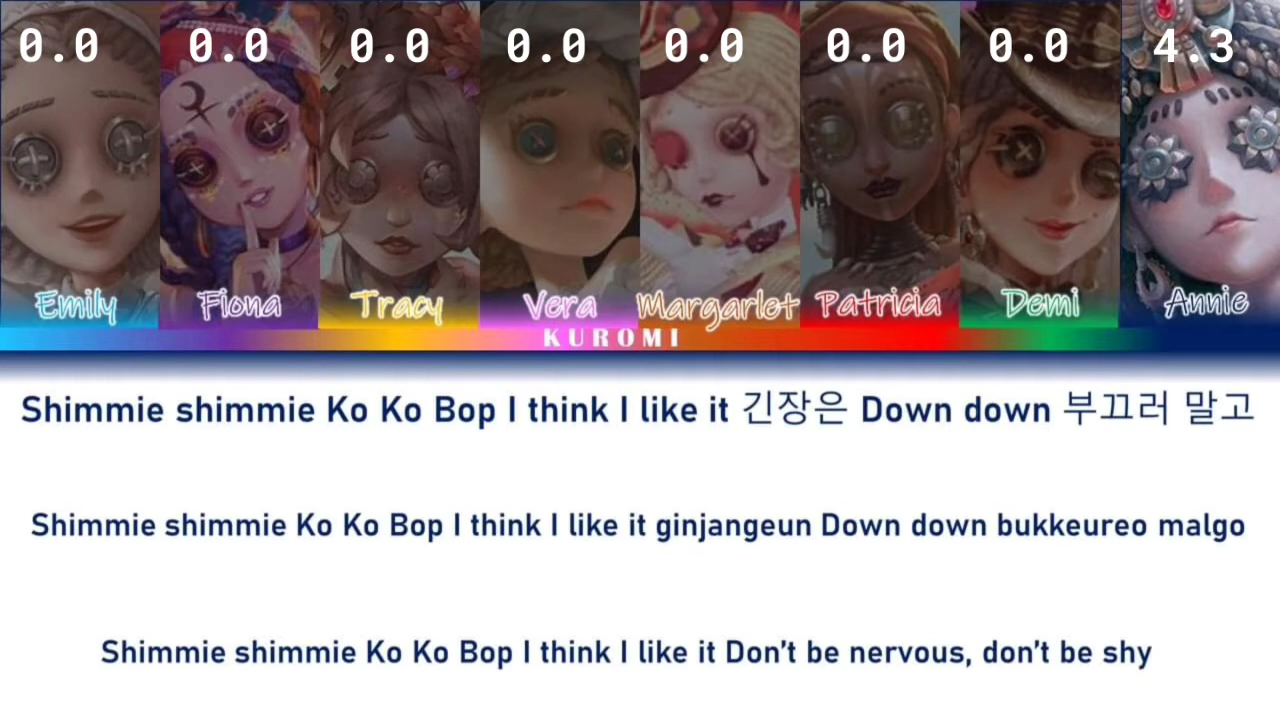 0.0 0.0 0.0 0.0 0.0 0.0 0.0 4.3
Emily Fiona Tracy Vera Margarlet Patricia Demi Annie
KUROMI
Shimmie shimmie Ko Ko Bop I think I like it 긴장은 Down down 부끄러 말고
Shimmie shimmie Ko Ko Bop I think I like it ginjangeun Down down bukkeureo malgo
Shimmie shimmie Ko Ko Bop I think I like it Don't be nervous, don't be shy